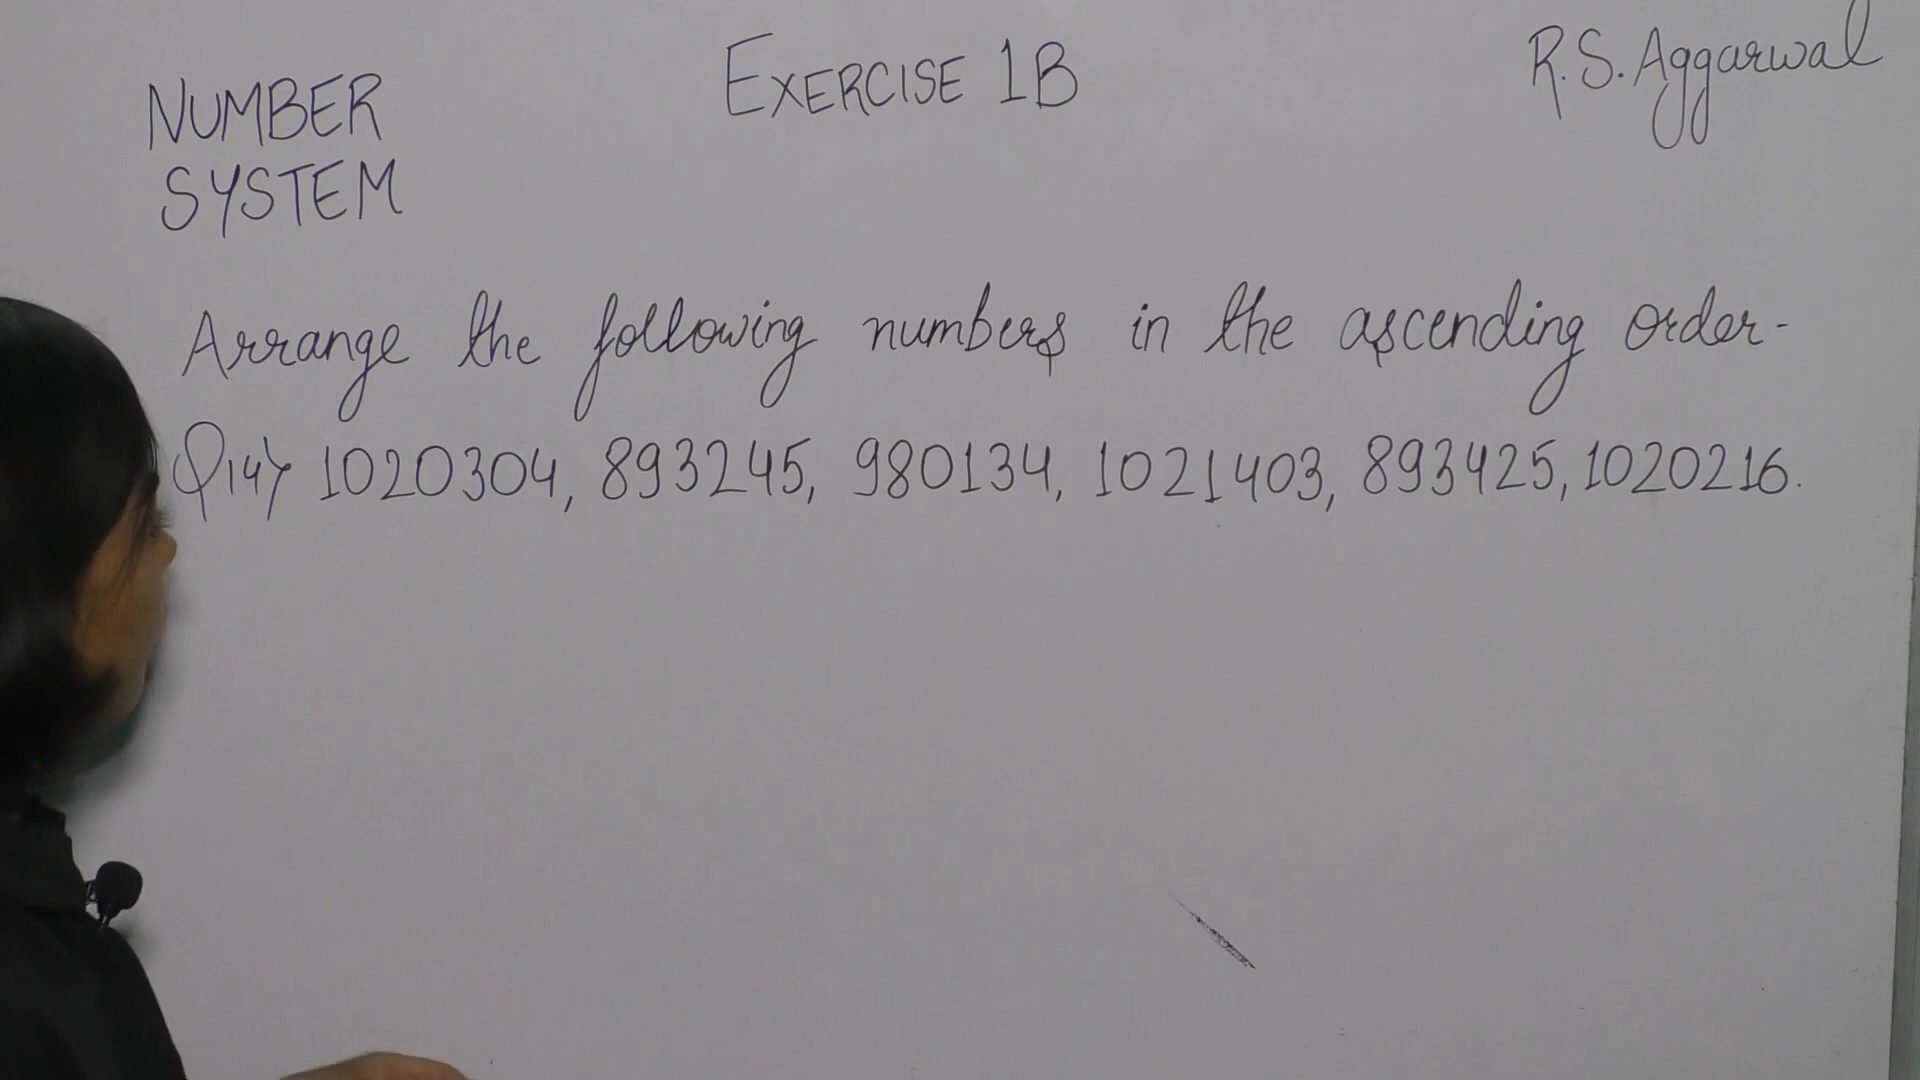 NUMBER
SYSTEM
EXERCISE 1B
R.S. Aggarwal
Arrange the following numbers in the ascending order-
Q14) 1020304, 893245, 980134, 1021403, 893425, 1020216.